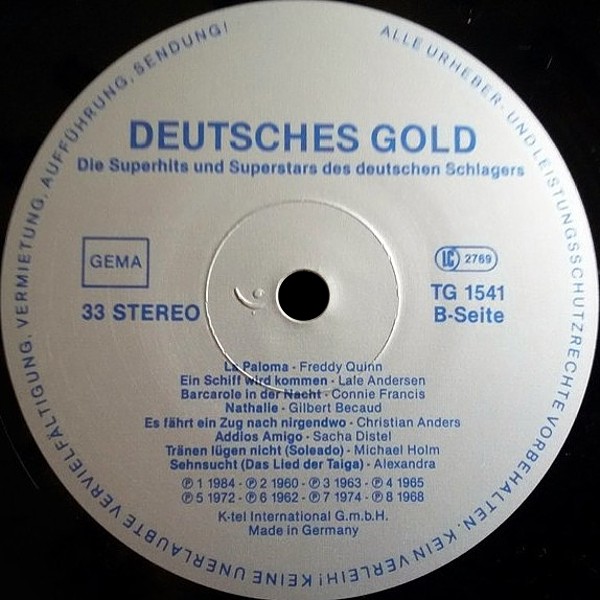 ALLE URHEBER- UND LEISTUNGSSCHUTZRECHTE VORBEHALTEN. KEIN VERLEIH! KEINE UNERLAUBTE VERVIELFÄLTIGUNG, VERMIETUNG, AUFFÜHRUNG, SENDUNG!
DEUTSCHES GOLD
Die Superhits und Superstars des deutschen Schlagers
GEMA
LC 2769
33 STEREO
TG 1541
B-Seite
La Paloma - Freddy Quinn
Ein Schiff wird kommen - Lale Andersen
Barcarole in der Nacht - Connie Francis
Nathalie - Gilbert Becaud
Es fährt ein Zug nach nirgendwo - Christian Anders
Addios Amigo - Sacha Distel
Tränen lügen nicht (Soleado) - Michael Holm
Sehnsucht (Das Lied der Taiga) - Alexandra
℗ 1 1984 - ℗ 2 1960 - ℗ 3 1963 - ℗ 4 1965
℗ 5 1972 - ℗ 6 1962 - ℗ 7 1974 - ℗ 8 1968
K-tel International G.m.b.H.
Made in Germany